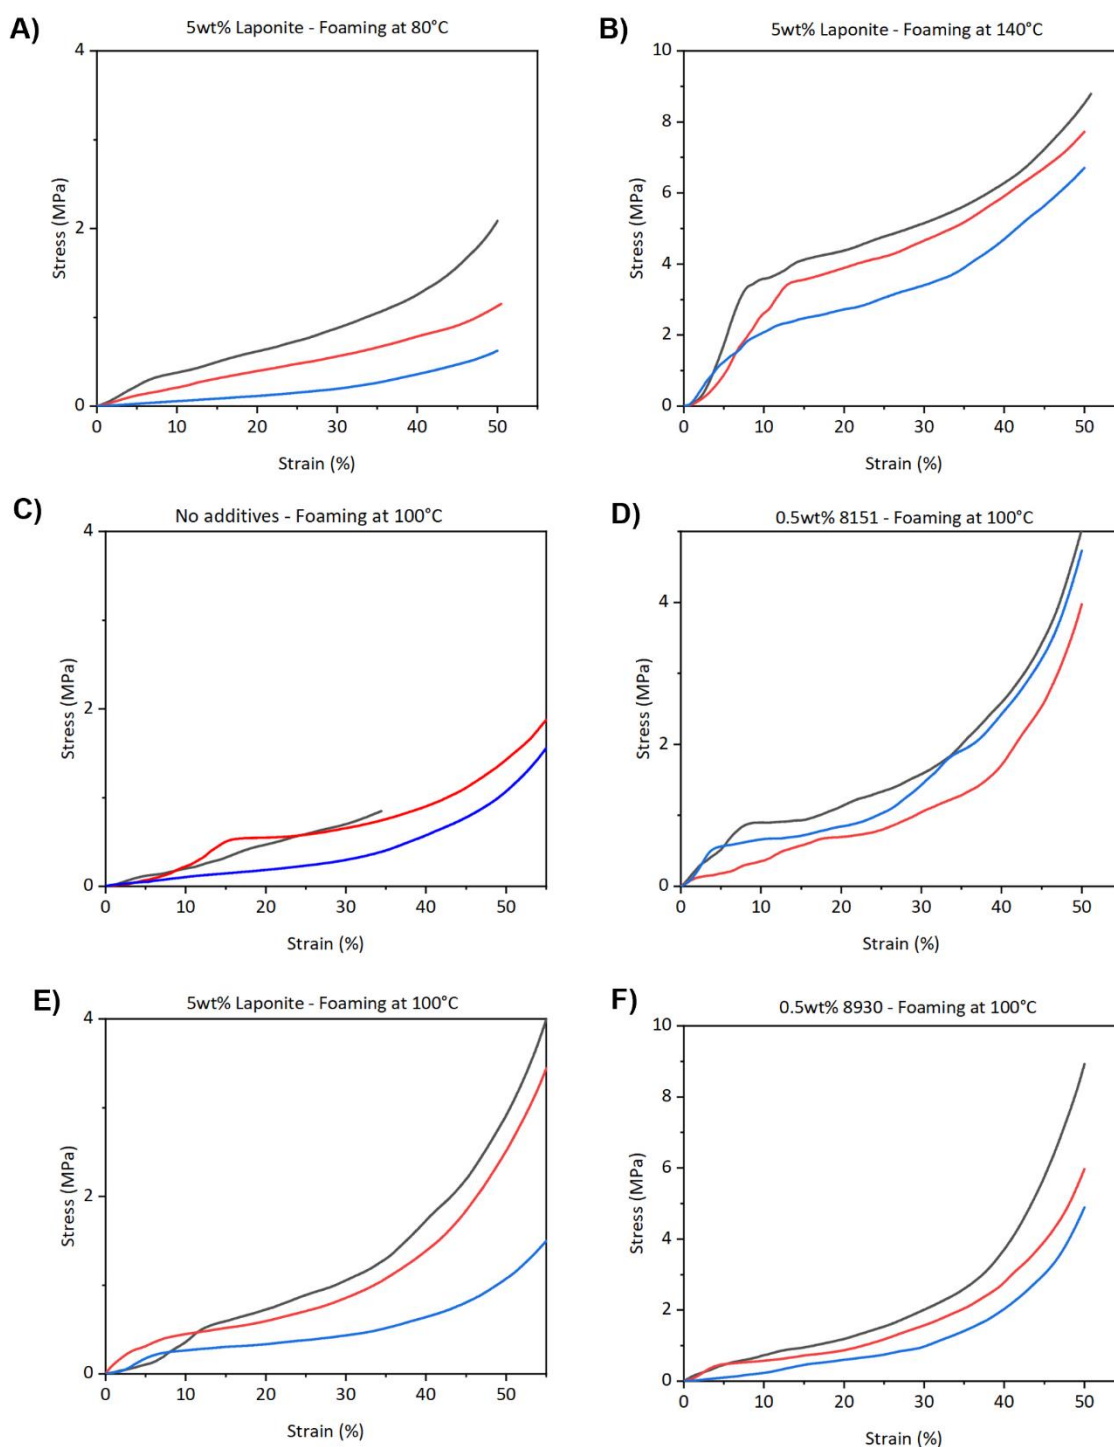 A)
5wt% Laponite - Foaming at 80°C
4
2
0
Stress (MPa)
0 10 20 30 40 50
Strain (%)
B)
5wt% Laponite - Foaming at 140°C
10
8
6
4
2
0
Stress (MPa)
0 10 20 30 40 50
Strain (%)
C)
No additives - Foaming at 100°C
4
2
0
Stress (MPa)
0 10 20 30 40 50
Strain (%)
D)
0.5wt% 8151 - Foaming at 100°C
4
2
0
Stress (MPa)
0 10 20 30 40 50
Strain (%)
E)
5wt% Laponite - Foaming at 100°C
4
2
0
Stress (MPa)
0 10 20 30 40 50
Strain (%)
F)
0.5wt% 8930 - Foaming at 100°C
10
8
6
4
2
0
Stress (MPa)
0 10 20 30 40 50
Strain (%)